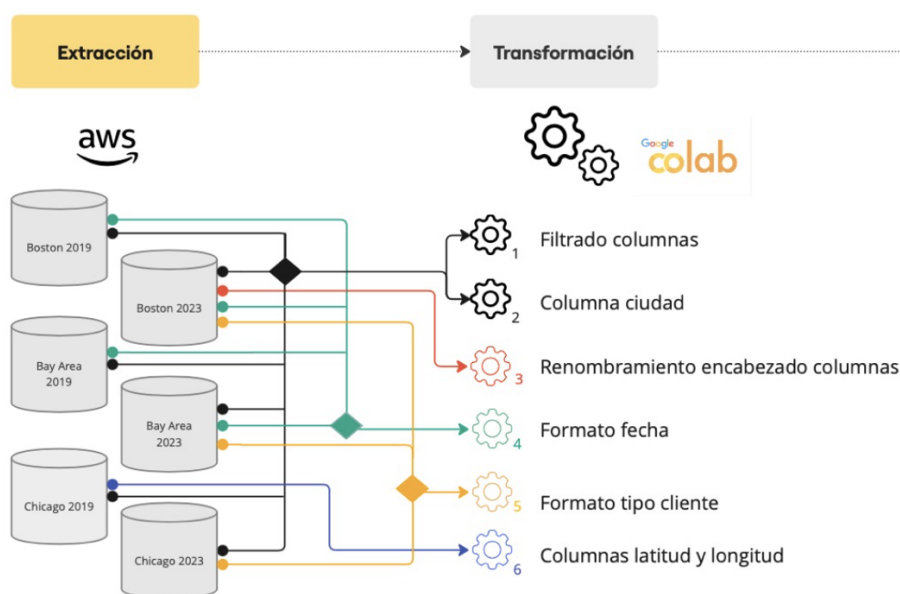 Extracción
Transformación
aws
Google
colab
Boston 2019
Boston 2023
Bay Area
2019
Bay Area
2023
Chicago 2019
Chicago 2023
1
Filtrado columnas
2
Columna ciudad
3
Renombramiento encabezado columnas
4
Formato fecha
5
Formato tipo cliente
6
Columnas latitud y longitud